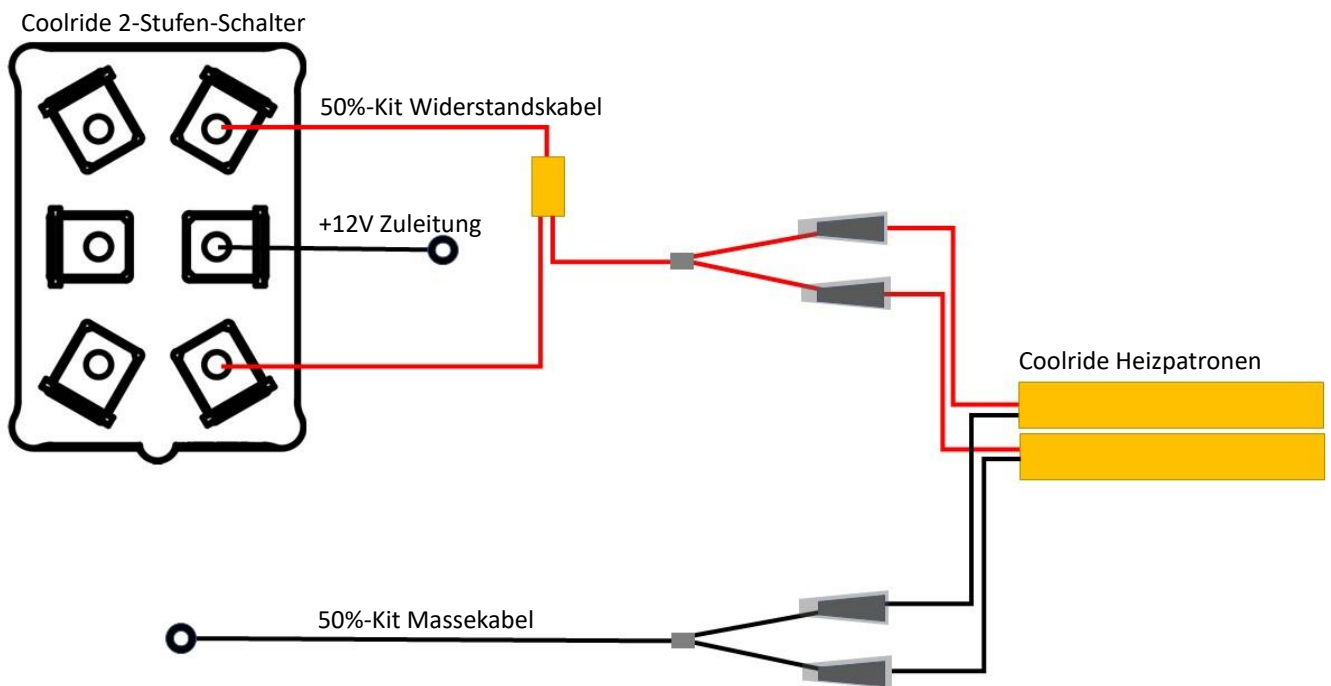 Coolride 2-Stufen-Schalter
50%-Kit Widerstandskabel
+12V Zuleitung
Coolride Heizpatronen
50%-Kit Massekabel